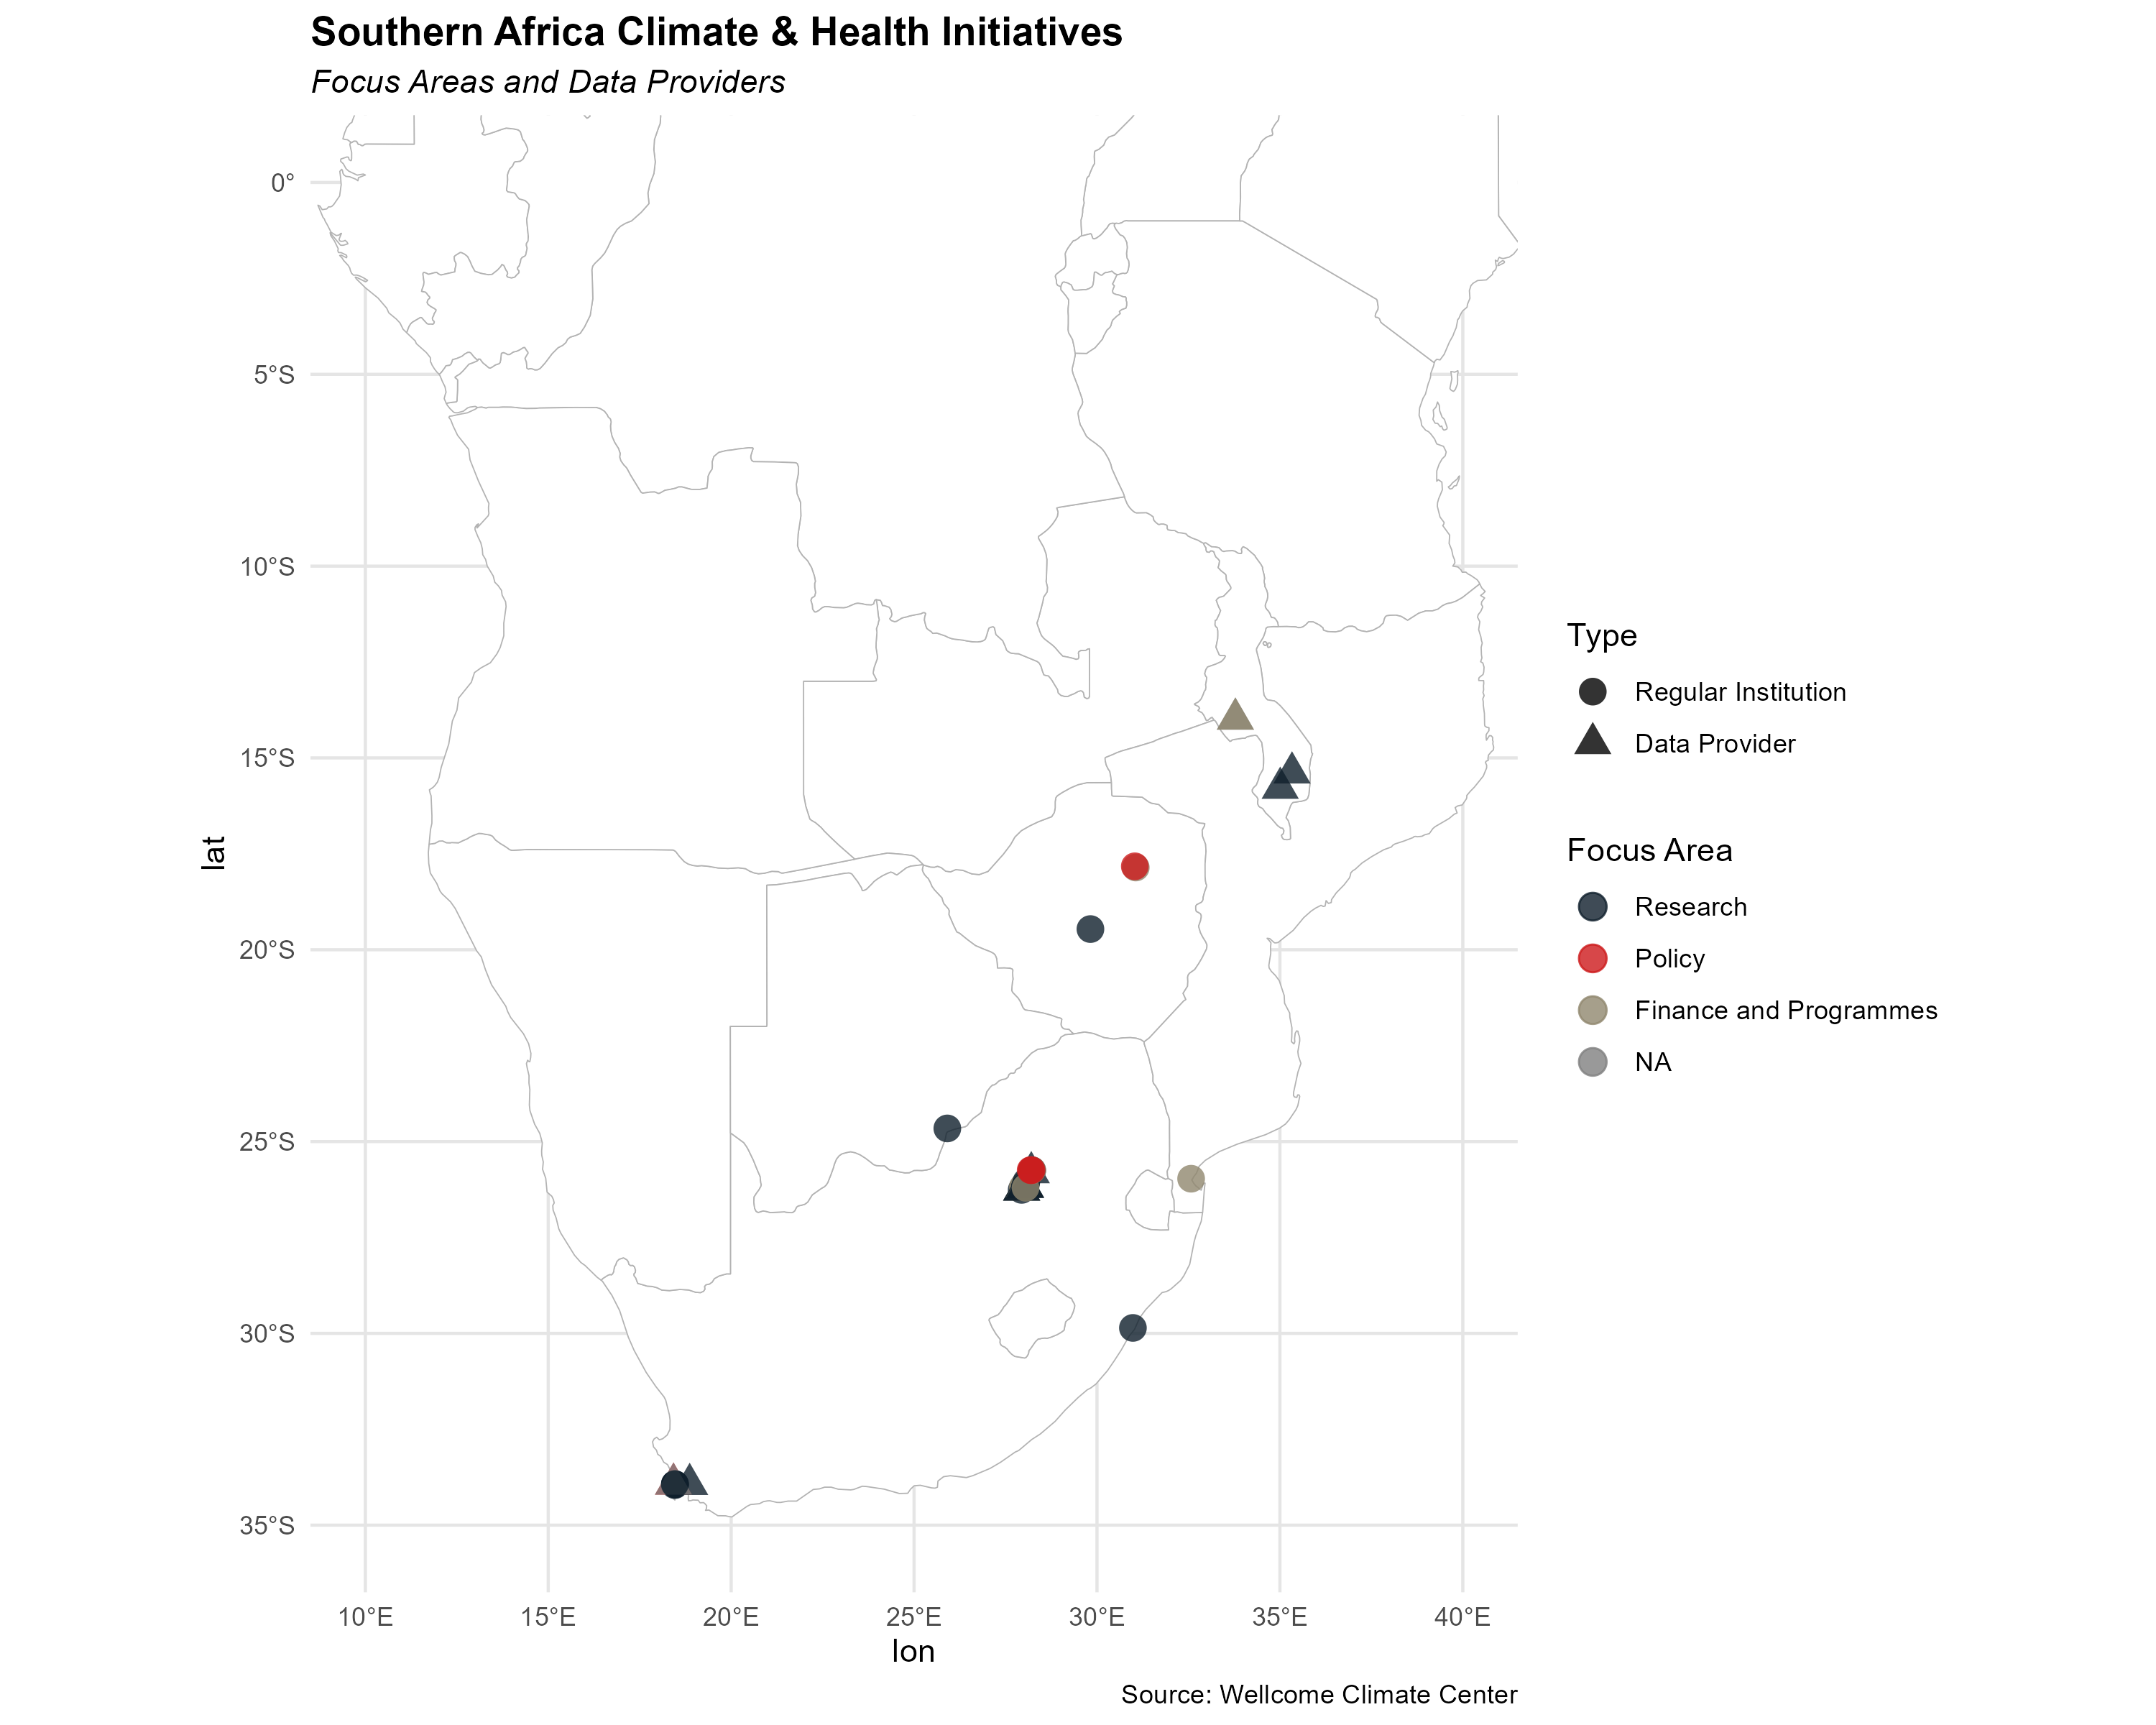 Southern Africa Climate & Health Initiatives
Focus Areas and Data Providers
0°
5°S
10°S
15°S
20°S
25°S
30°S
35°S
lat
10°E
15°E
20°E
25°E
30°E
35°E
40°E
lon
Type
Regular Institution
Data Provider
Focus Area
Research
Policy
Finance and Programmes
NA
Source: Wellcome Climate Center